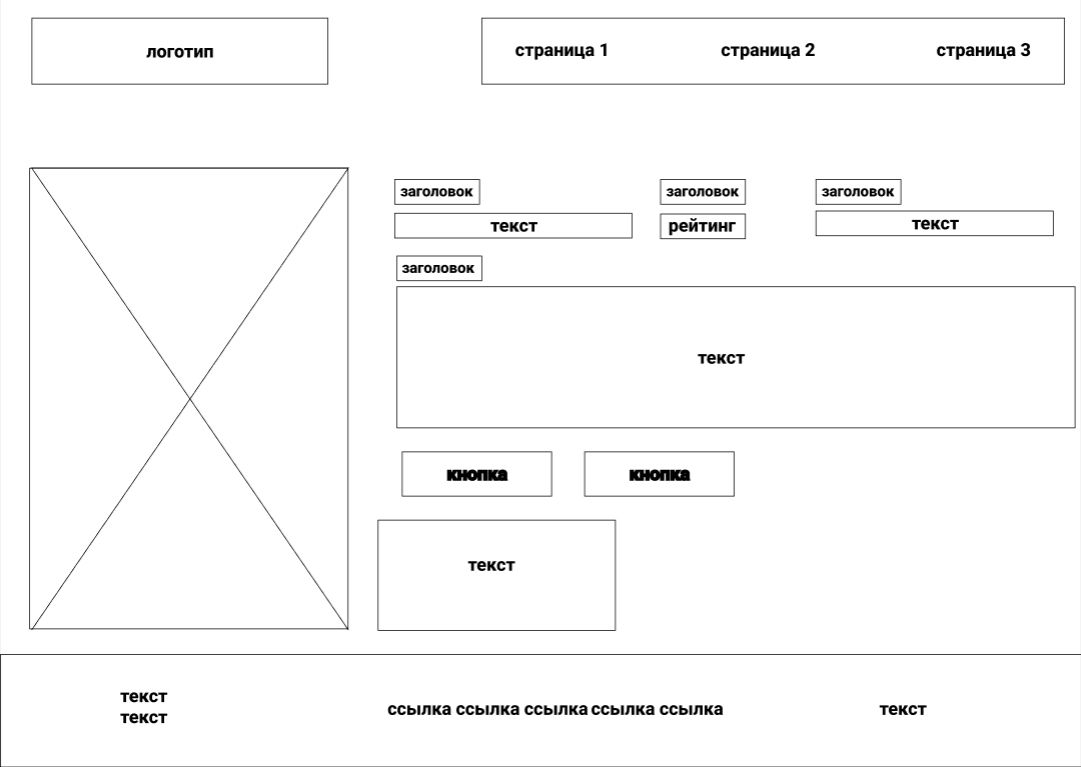 логотип
страница 1 страница 2 страница 3
заголовок заголовок заголовок
текст рейтинг текст
заголовок
текст
кнопка кнопка
текст
текст
текст
ссылка ссылка ссылка ссылка ссылка
текст